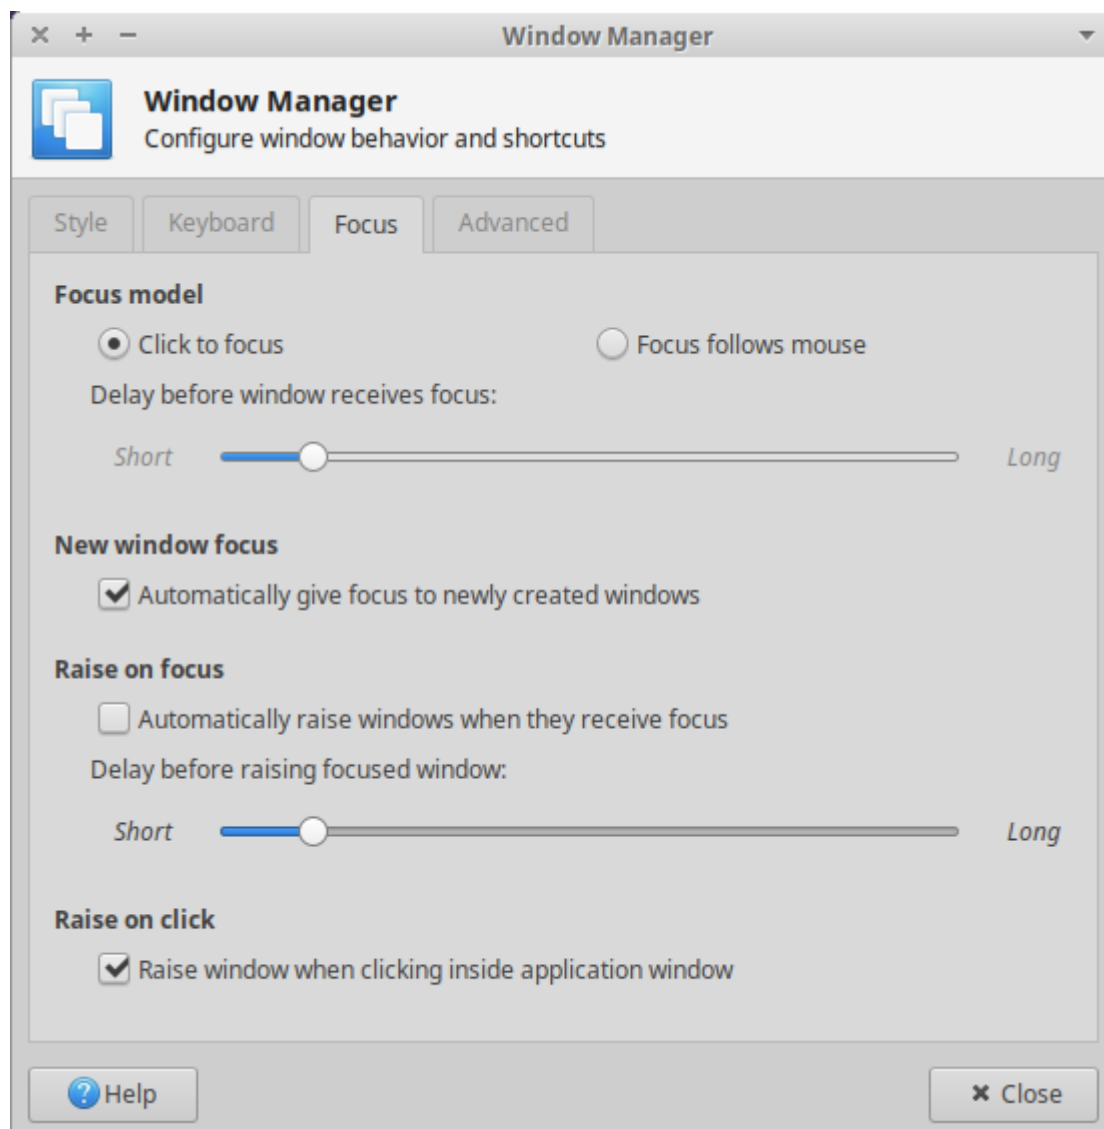 Window Manager
Window Manager
Configure window behavior and shortcuts
Style Keyboard Focus Advanced
Focus model
Click to focus Focus follows mouse
Delay before window receives focus:
Short Long
New window focus
Automatically give focus to newly created windows
Raise on focus
Automatically raise windows when they receive focus
Delay before raising focused window:
Short Long
Raise on click
Raise window when clicking inside application window
Help Close